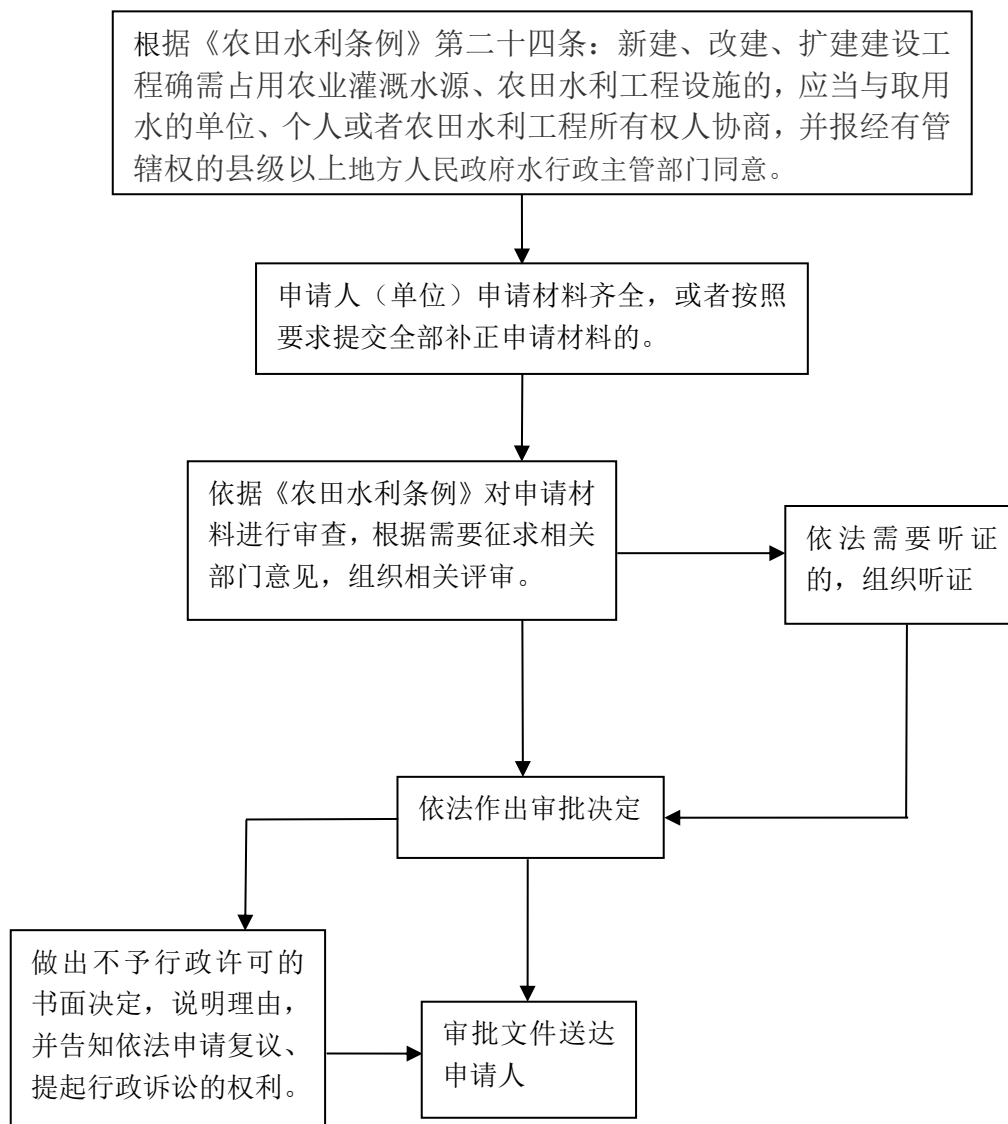 根据《农田水利条例》第二十四条：新建、改建、扩建建设工
程确需占用农业灌溉水源、农田水利工程设施的，应当与取用
水的单位、个人或者农田水利工程所有权人协商，并报经有管
辖权的县级以上地方人民政府水行政主管部门同意。
申请人（单位）申请材料齐全，或者按照
要求提交全部补正申请材料的。
依据《农田水利条例》对申请材
料进行审查，根据需要征求相关
部门意见，组织相关评审。
依法需要听证
的，组织听证
依法作出审批决定
做出不予行政许可的
书面决定，说明理由，
并告知依法申请复议、
提起行政诉讼的权利。
审批文件送达
申请人